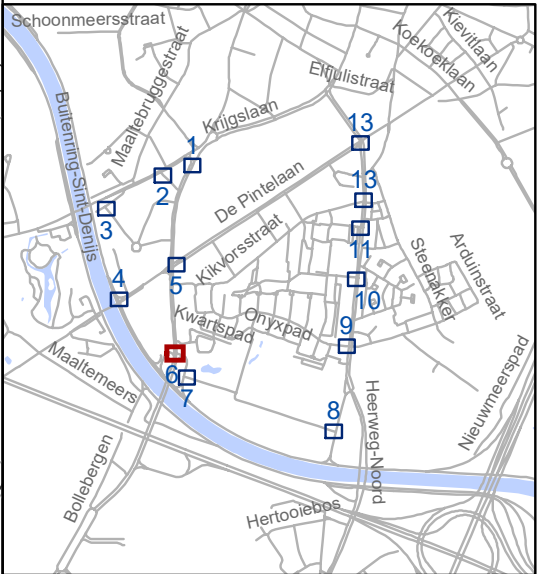 Schoonmeersstraat
Kievitlaan
Koekoeklaan
Maaltebruggestraat
Elfjulistraat
Buitenring-Sint-Denijs
Krijgslaan
13
1
2
De Pintelaan
13
3
11
Kikvorsstraat
Steenakker
Arduinstraat
5
4
10
Kwartspad
Onyxpad
9
6
7
Maaltemeers
Nieuwmeerspad
Heerweg-Noord
8
Bollebergen
Hertooiebos